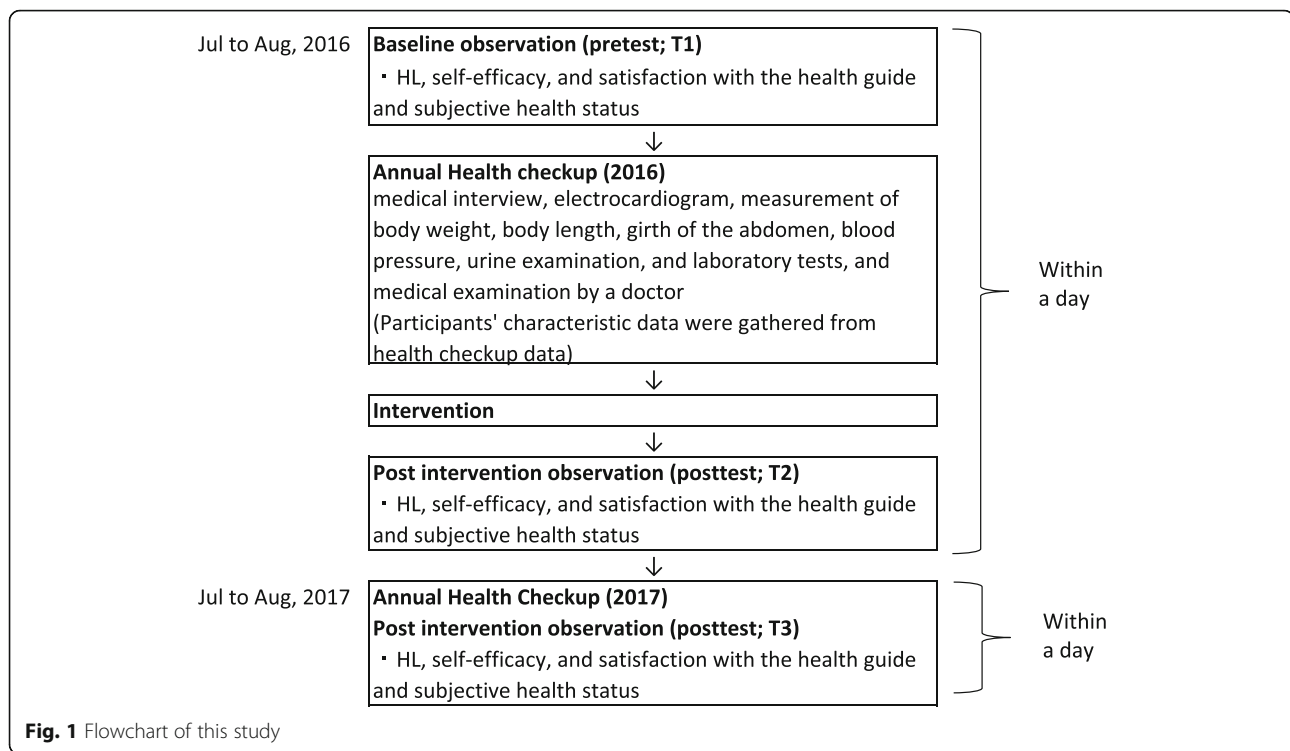 Jul to Aug, 2016
Baseline observation (pretest; T1)
・HL, self-efficacy, and satisfaction with the health guide
and subjective health status
↓
Annual Health checkup (2016)
medical interview, electrocardiogram, measurement of
body weight, body length, girth of the abdomen, blood
pressure, urine examination, and laboratory tests, and
medical examination by a doctor
(Participants' characteristic data were gathered from
health checkup data)
Within
a day
↓
Intervention
↓
Post intervention observation (posttest; T2)
・HL, self-efficacy, and satisfaction with the health guide
and subjective health status
↓
Jul to Aug, 2017
Annual Health Checkup (2017)
Post intervention observation (posttest; T3)
・HL, self-efficacy, and satisfaction with the health guide
and subjective health status
Within
a day
Fig. 1 Flowchart of this study